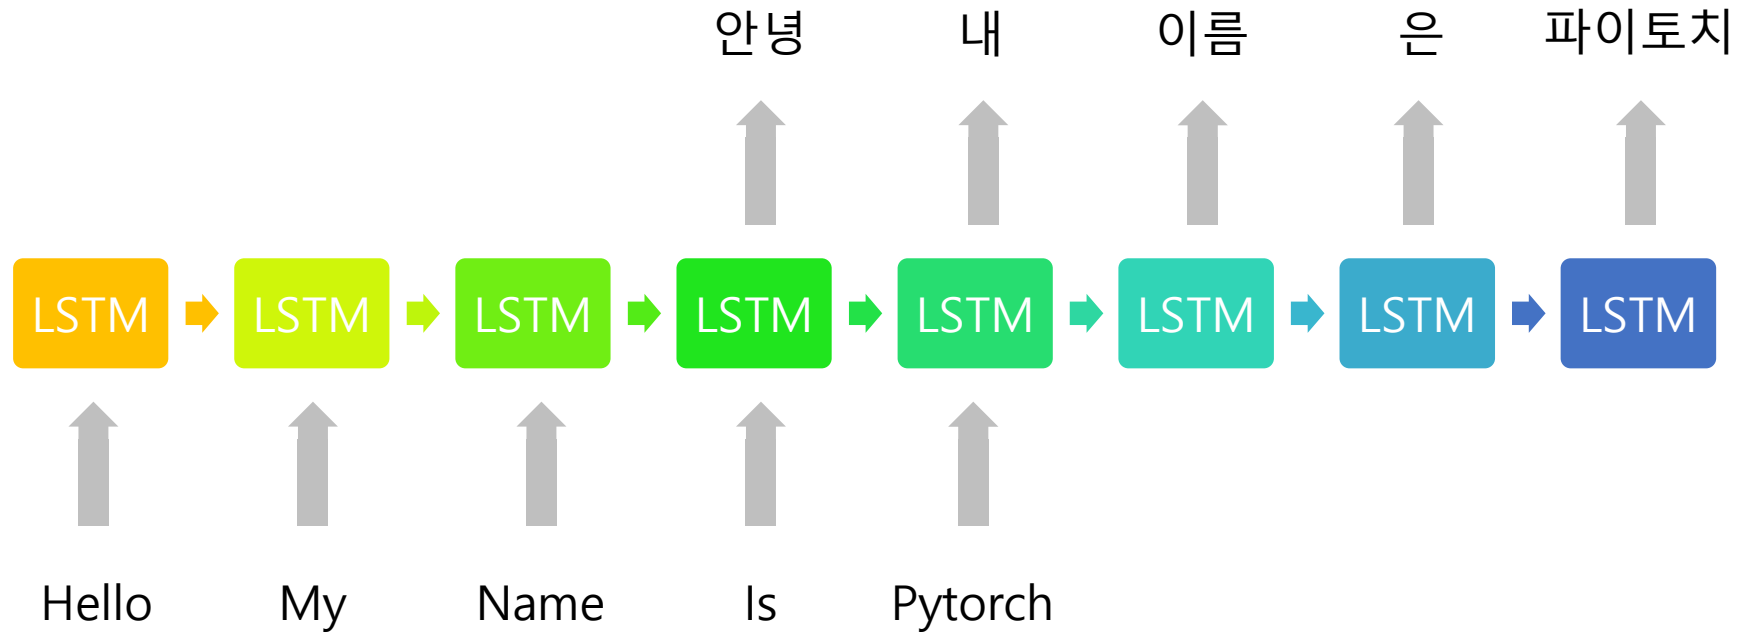 안녕 내 이름 은 파이토치
LSTM LSTM LSTM LSTM LSTM LSTM LSTM LSTM
Hello My Name Is Pytorch